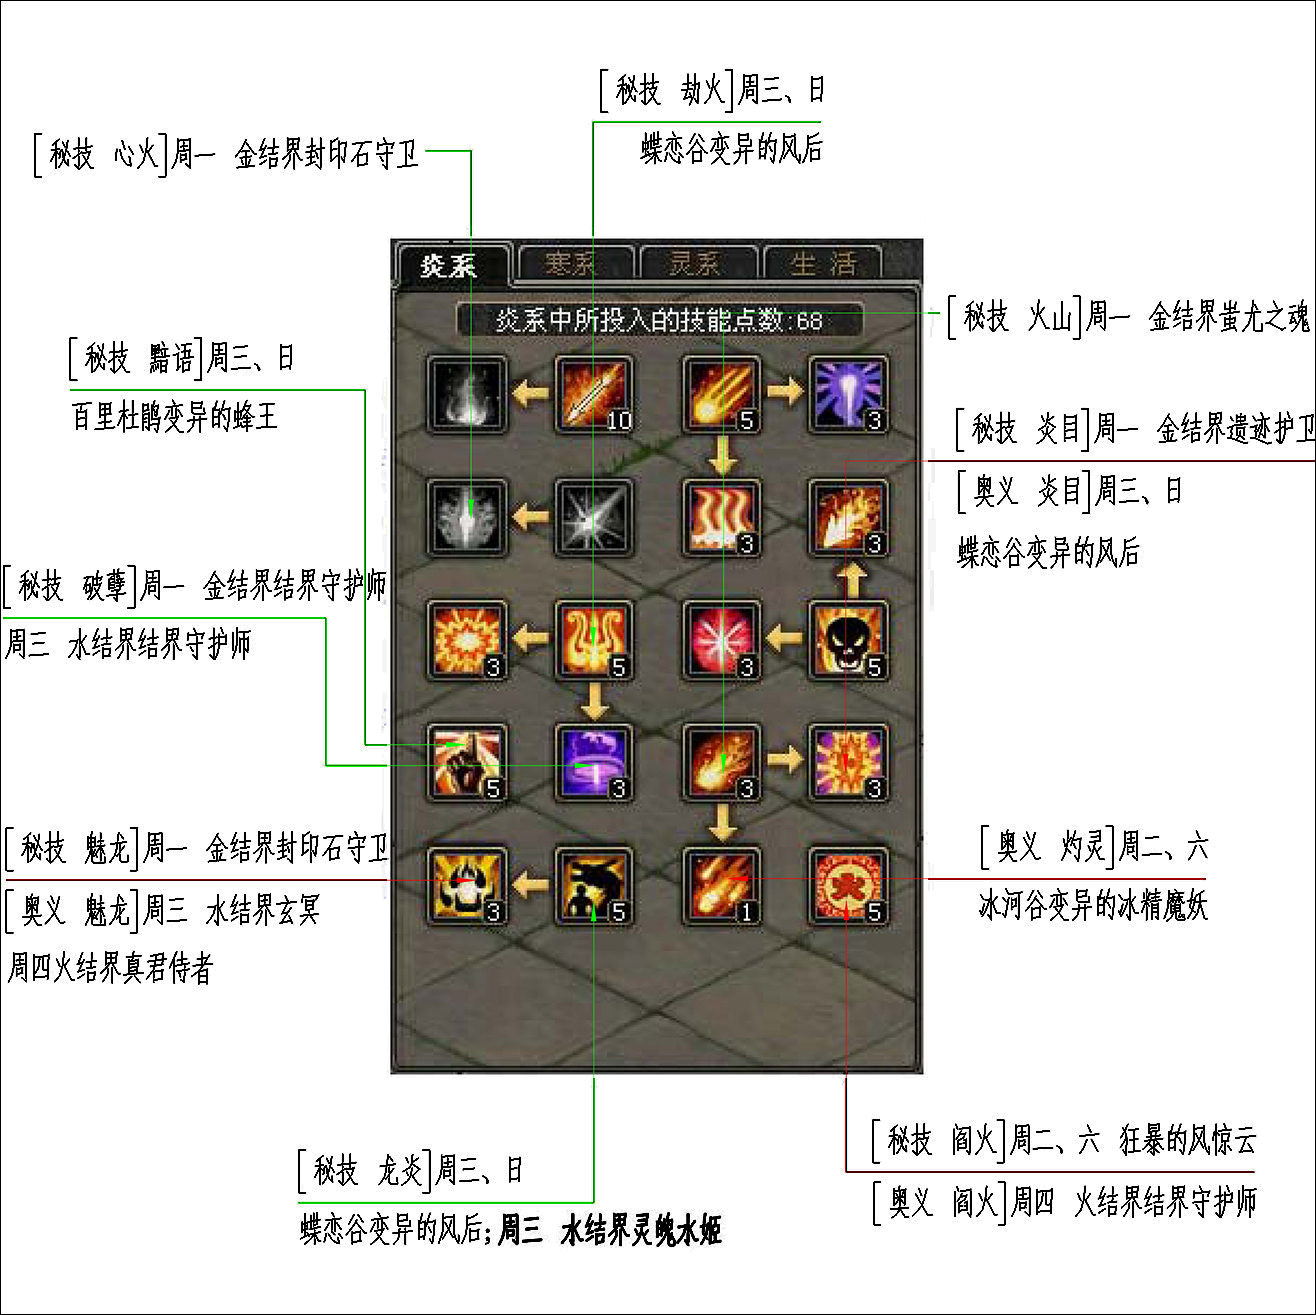 [秘技 劫火]周三、日
蝶恋谷变异的风后
[秘技 心火]周一 金结界封印石守卫
炎系 寒系 灵系 生活
炎系中所投入的技能点数:68
[秘技 火山]周一 金结界蚩尤之魂
[秘技 黯语]周三、日
百里杜鹃变异的蜂王
10 5 3
[秘技 炎目]周一 金结界遗迹护卫
[奥义 炎目]周三、日
蝶恋谷变异的风后
3 3
[秘技 破孽]周一 金结界结界守护师
周三 水结界结界守护师
3 5 3 5
5 3 3 3
[秘技 魅龙]周一 金结界封印石守卫
[奥义 魅龙]周三 水结界玄冥
周四火结界真君侍者
3 5 1 5
[奥义 灼灵]周二、六
冰河谷变异的冰精魔妖
[秘技 阎火]周二、六 狂暴的风惊云
[奥义 阎火]周四 火结界结界守护师
[秘技 龙炎]周三、日
蝶恋谷变异的风后;周三 水结界灵魄水姬